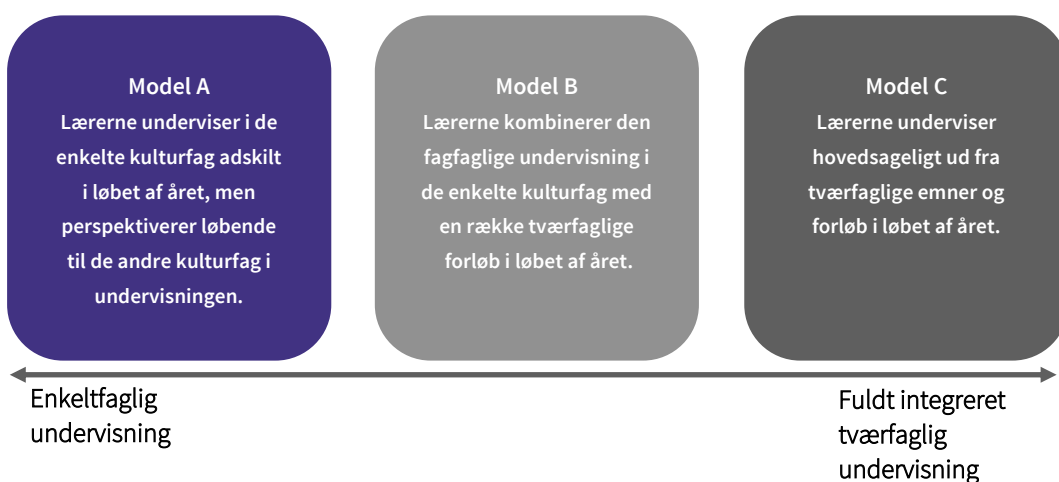 Model A
Lærerne underviser i de
enkelte kulturfag adskilt
i løbet af året, men
perspektiverer løbende
til de andre kulturfag i
undervisningen.
Model B
Lærerne kombinerer den
fagfaglige undervisning i
de enkelte kulturfag med
en række tværfaglige
forløb i løbet af året.
Model C
Lærerne underviser
hovedsageligt ud fra
tværfaglige emner og
forløb i løbet af året.
Enkeltfaglig
undervisning
Fuldt integreret
tværfaglig
undervisning